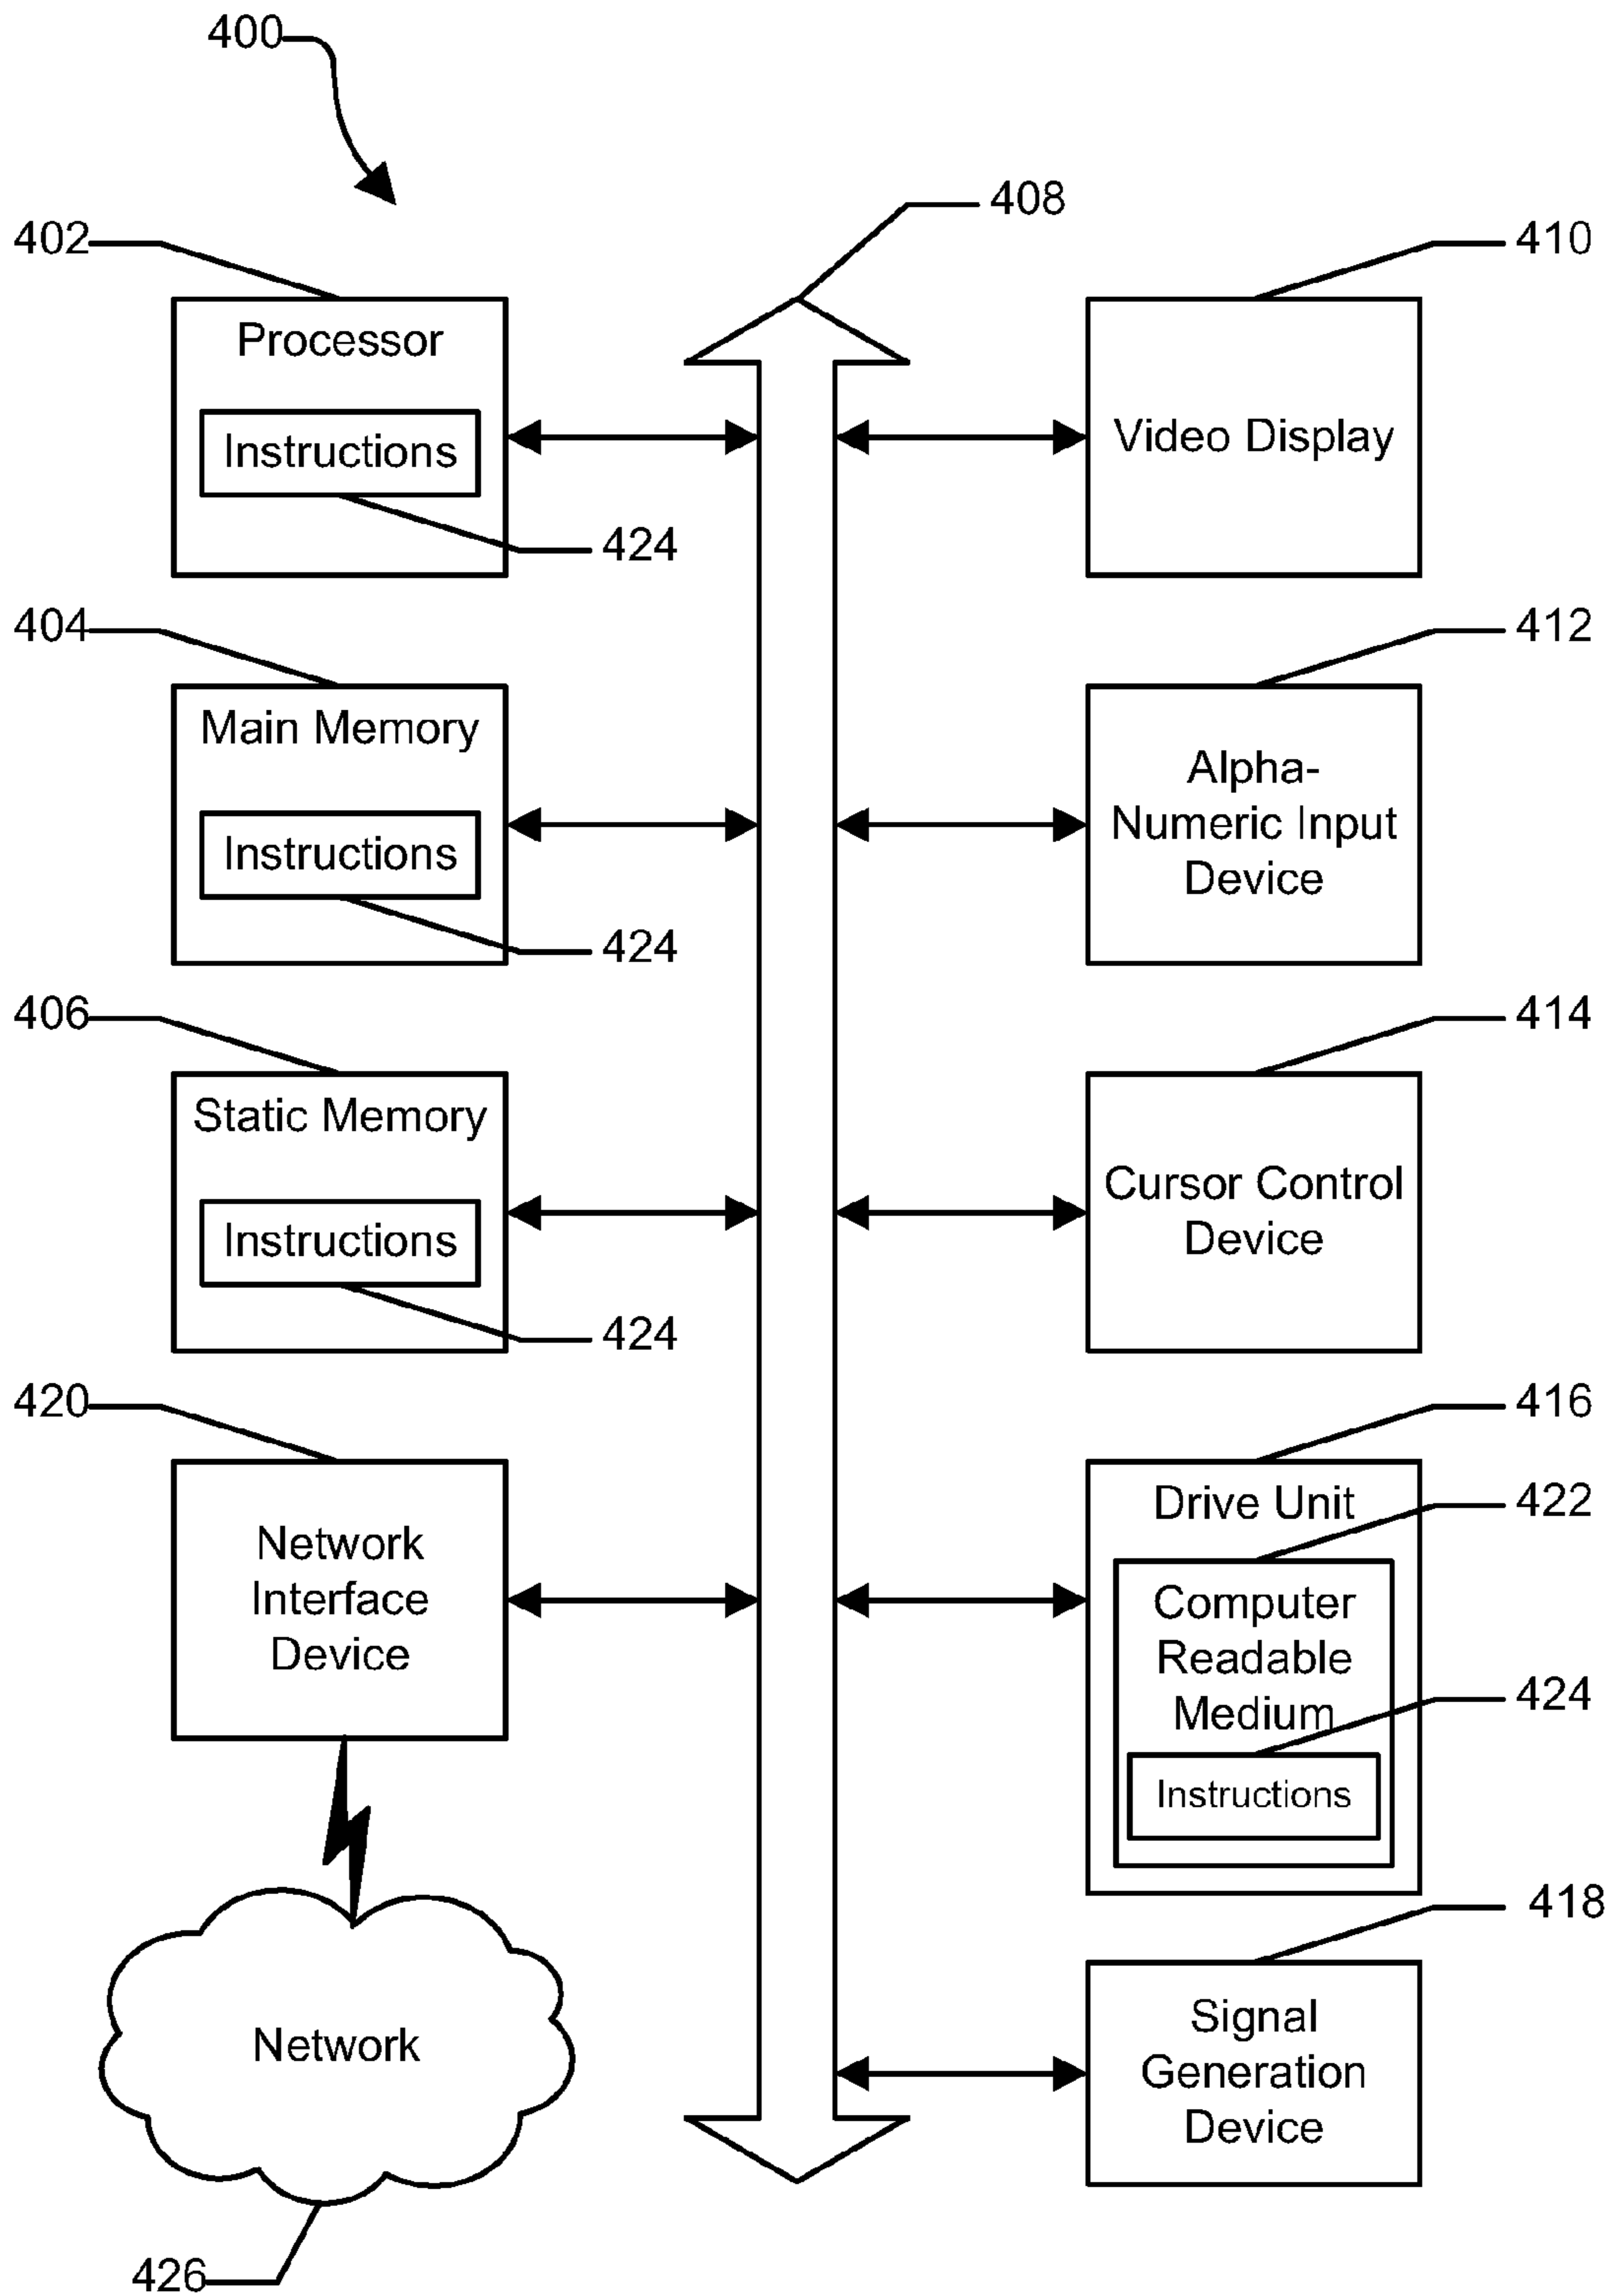 400
408
402
410
Processor
Instructions
424
Video Display
404
412
Main Memory
Instructions
424
Alpha-
Numeric Input
Device
406
414
Static Memory
Instructions
424
Cursor Control
Device
420
416
Network
Interface
Device
Drive Unit
422
Computer
Readable
Medium
424
Instructions
418
Network
Signal
Generation
Device
426